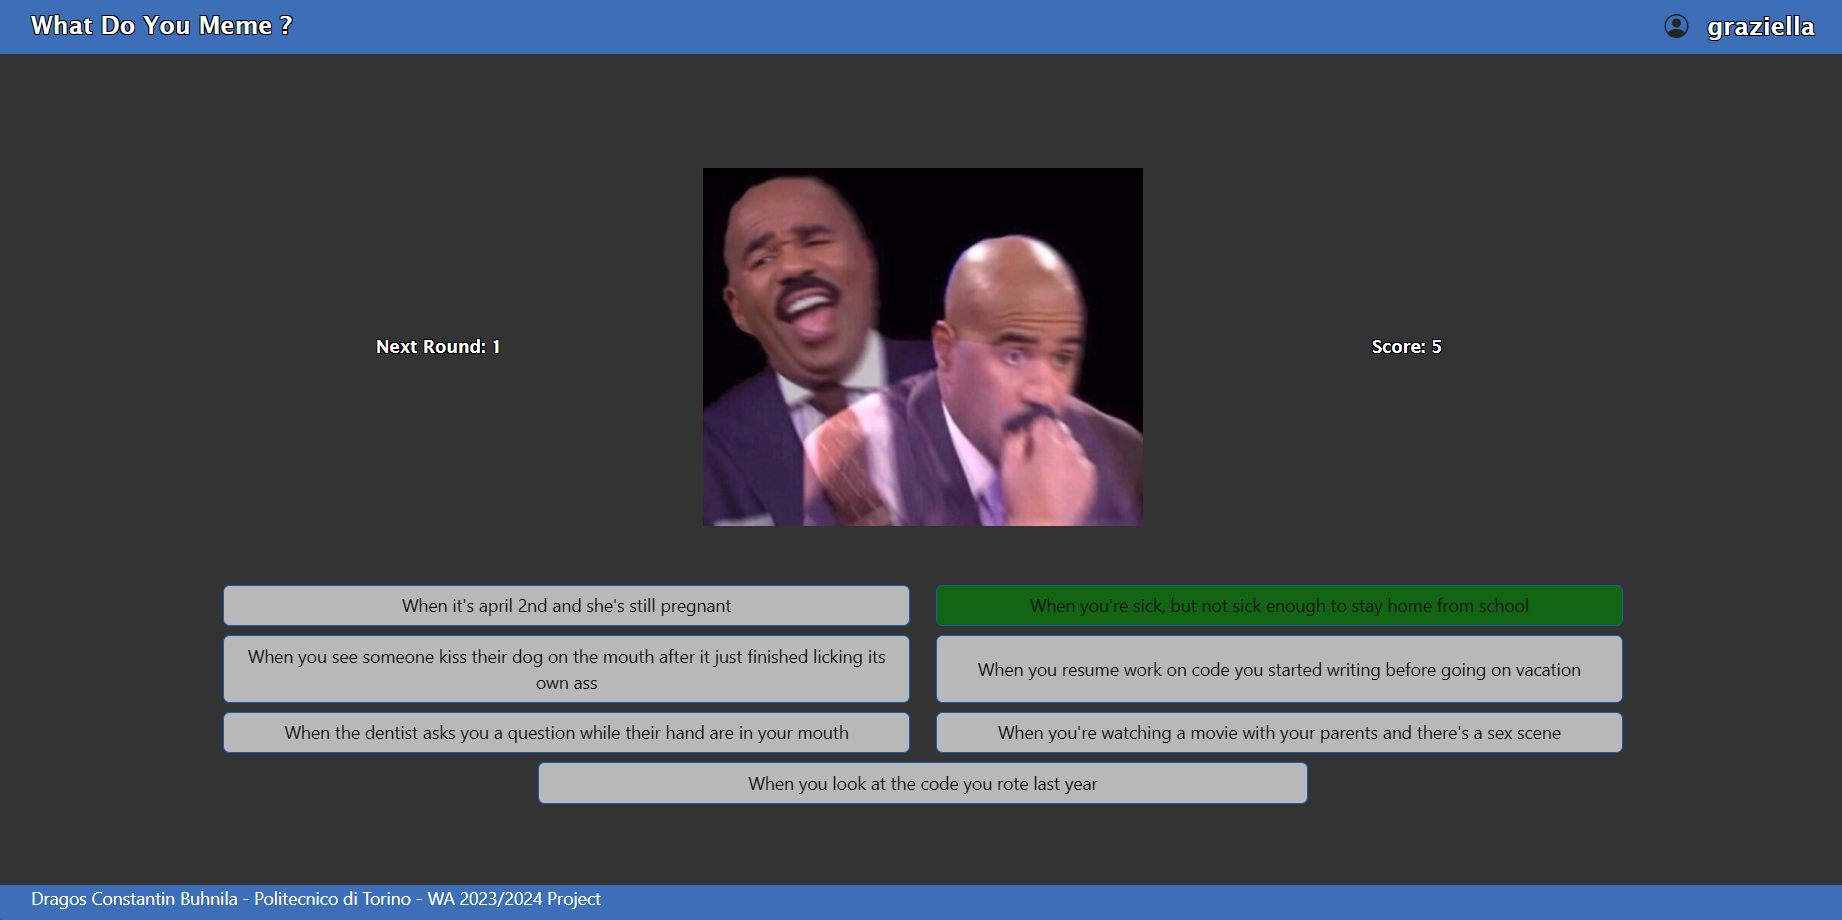 What Do You Meme ?
graziella
Next Round: 1
Score: 5
When it's april 2nd and she's still pregnant
When you're sick, but not sick enough to stay home from school
When you see someone kiss their dog on the mouth after it just finished licking its
own ass
When you resume work on code you started writing before going on vacation
When the dentist asks you a question while their hand are in your mouth
When you're watching a movie with your parents and there's a sex scene
When you look at the code you rote last year
Dragos Constantin Buhnila - Politecnico di Torino - WA 2023/2024 Project